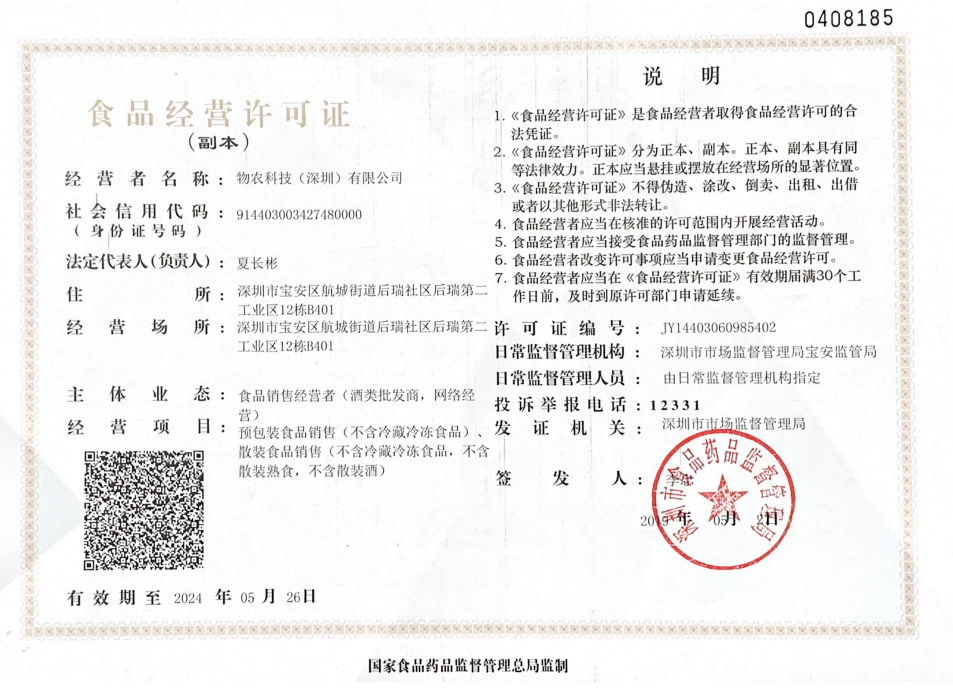 0408185
食品经营许可证
（副本）
经营者名称：物农科技（深圳）有限公司
社会信用代码：914403003427480000
（身份证号码）
法定代表人(负责人)：夏长彬
住所：深圳市宝安区航城街道后瑞社区后瑞第二
工业区12栋B401
经营场所：深圳市宝安区航城街道后瑞社区后瑞第二
工业区12栋B401
主体业态：食品销售经营者（酒类批发商，网络经
营）
经营项目：预包装食品销售（不含冷藏冷冻食品）、
散装食品销售（不含冷藏冷冻食品，不含
散装熟食，不含散装酒）
有效期至 2024 年 05 月 26日
说明
1.《食品经营许可证》是食品经营者取得食品经营许可的合
法凭证。
2.《食品经营许可证》分为正本、副本。正本、副本具有同
等法律效力。正本应当悬挂或摆放在经营场所的显著位置。
3.《食品经营许可证》不得伪造、涂改、倒卖、出租、出借
或者以其他形式非法转让。
4. 食品经营者应当在核准的许可范围内开展经营活动。
5. 食品经营者应当接受食品药品监督管理部门的监督管理。
6. 食品经营者改变许可事项应当申请变更食品经营许可。
7. 食品经营者应当在《食品经营许可证》有效期届满30个工
作日前，及时到原许可部门申请延续。
许可证编号：JY14403060985402
日常监督管理机构：深圳市市场监督管理局宝安监管局
日常监督管理人员：由日常监督管理机构指定
投诉举报电话：12331
发证机关：深圳市市场监督管理局
签发人：李
深圳市食品药品监督管理局
2019 年 05月 日
国家食品药品监督管理总局监制